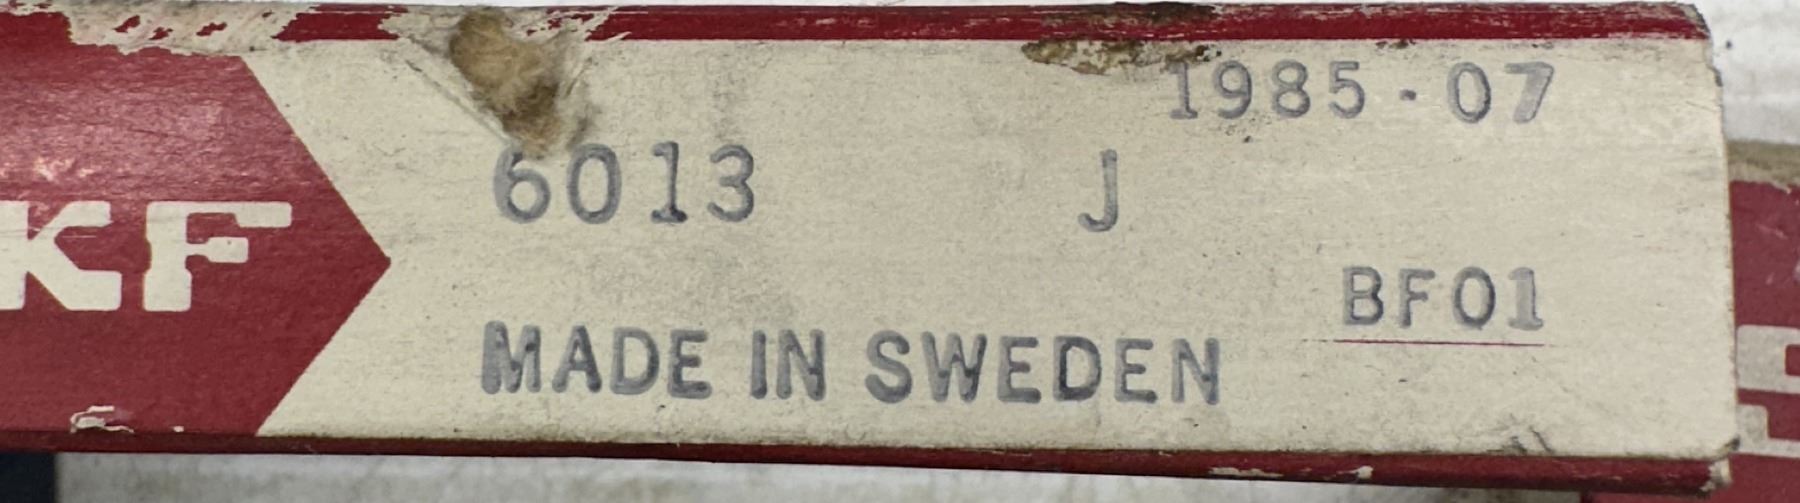 1985-07
6013 J
KF
BF01
MADE IN SWEDEN